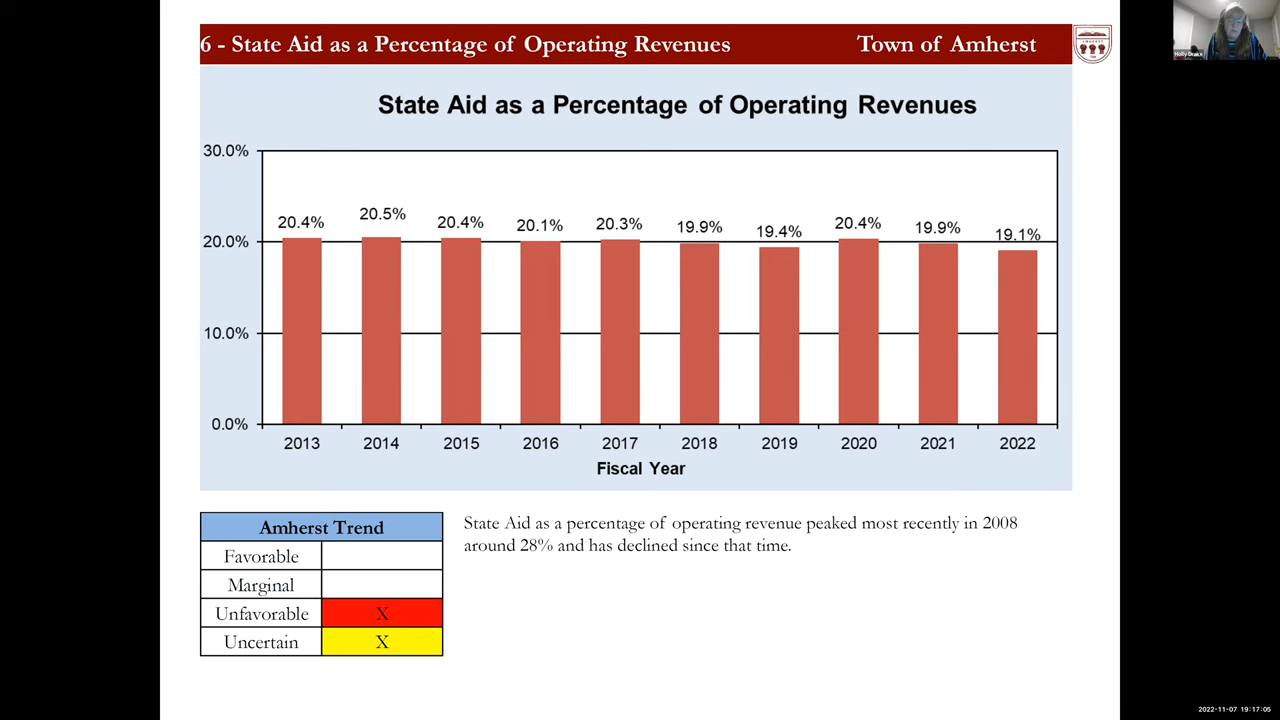 6 - State Aid as a Percentage of Operating Revenues Town of Amherst
AMHERST
State Aid as a Percentage of Operating Revenues
30.0%
20.4% 20.5% 20.4% 20.1% 20.3% 19.9% 19.4% 20.4% 19.9% 19.1%
20.0%
10.0%
0.0%
2013 2014 2015 2016 2017 2018 2019 2020 2021 2022
Fiscal Year
Amherst Trend
Favorable
Marginal
Unfavorable X
Uncertain X
State Aid as a percentage of operating revenue peaked most recently in 2008
around 28% and has declined since that time.
Holly Drake
2022-11-07 19:17:05